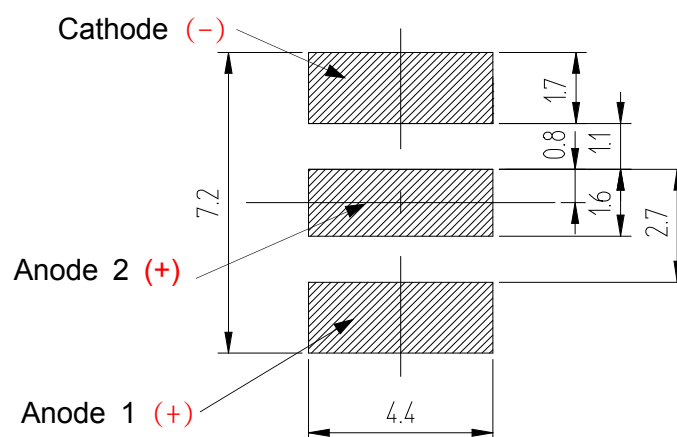 Cathode (−)
1.7
0.8
1.1
7.2
1.6
2.7
Anode 2 (+)
Anode 1 (+)
4.4